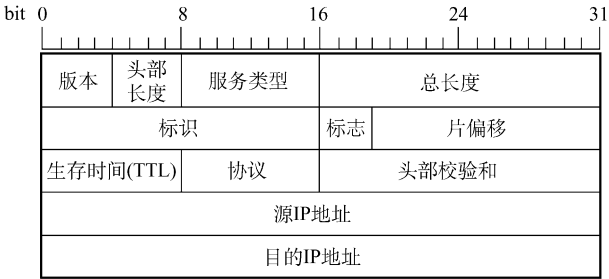 bit 0 8 16 24 31
版本 头部长度 服务类型 总长度
标识 标志 片偏移
生存时间(TTL) 协议 头部校验和
源IP地址
目的IP地址